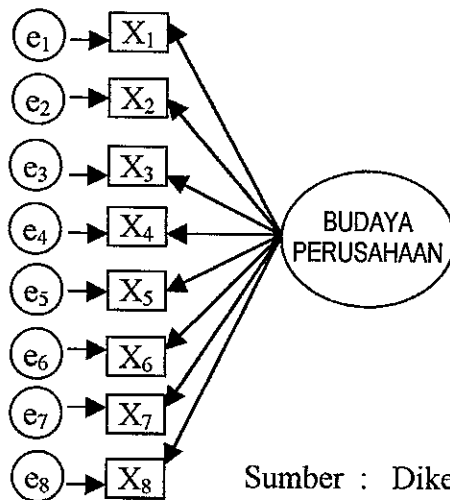 e₁ X₁
e₂ X₂
e₃ X₃
e₄ X₄
e₅ X₅
e₆ X₆
e₇ X₇
e₈ X₈
BUDAYA
PERUSAHAAN
Sumber : Dike